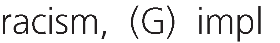 racism, (G) impl